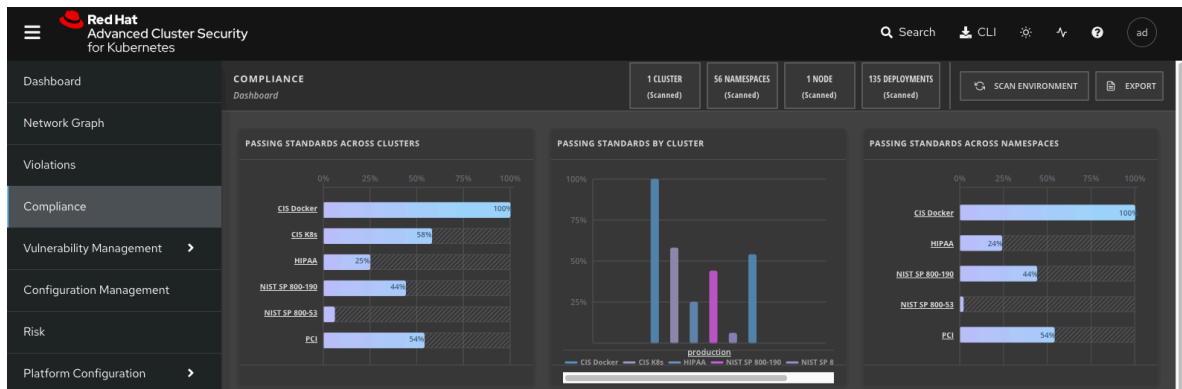 Red Hat
Advanced Cluster Security
for Kubernetes
Search
CLI
ad
Dashboard
Network Graph
Violations
Compliance
Vulnerability Management
Configuration Management
Risk
Platform Configuration
COMPLIANCE
Dashboard
1 CLUSTER
(Scanned)
56 NAMESPACES
(Scanned)
1 NODE
(Scanned)
135 DEPLOYMENTS
(Scanned)
SCAN ENVIRONMENT
EXPORT
PASSING STANDARDS ACROSS CLUSTERS
0% 25% 50% 75% 100%
CIS Docker 100%
CIS K8s 58%
HIPAA 25%
NIST SP 800-190 44%
NIST SP 800-53
PCI 54%
PASSING STANDARDS BY CLUSTER
100%
75%
50%
25%
production
CIS Docker CIS K8s HIPAA NIST SP 800-190 NIST SP 8
PASSING STANDARDS ACROSS NAMESPACES
0% 25% 50% 75% 100%
CIS Docker 100%
HIPAA 24%
NIST SP 800-190 44%
NIST SP 800-53
PCI 54%